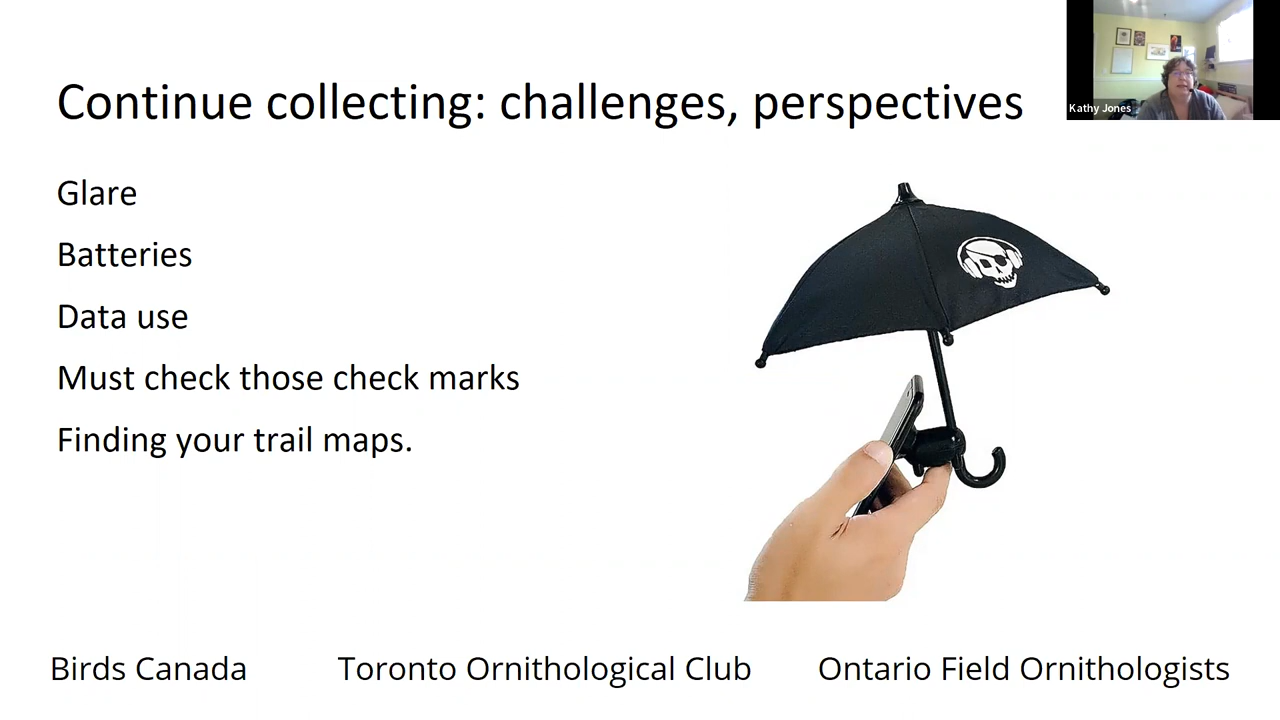 Continue collecting: challenges, perspectives
Kathy Jones
Glare
Batteries
Data use
Must check those check marks
Finding your trail maps.
Birds Canada
Toronto Ornithological Club
Ontario Field Ornithologists